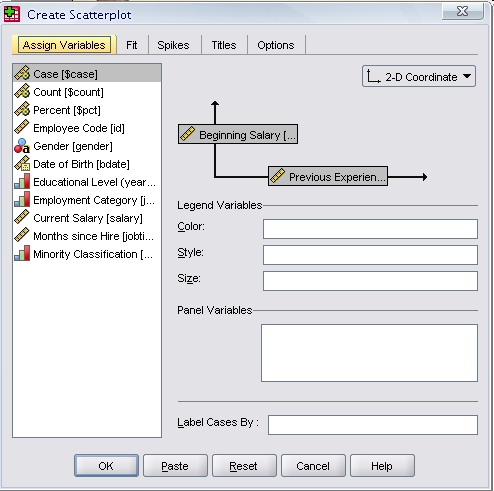 Create Scatterplot
Assign Variables Fit Spikes Titles Options
Case [$case]
Count [$count]
Percent [$pct]
Employee Code [id]
Gender [gender]
Date of Birth [bdate]
Educational Level (year...
Employment Category [j...
Current Salary [salary]
Months since Hire [jobti...
Minority Classification [...
2-D Coordinate
Beginning Salary [...
Previous Experien...
Legend Variables
Color:
Style:
Size:
Panel Variables
Label Cases By :
OK Paste Reset Cancel Help